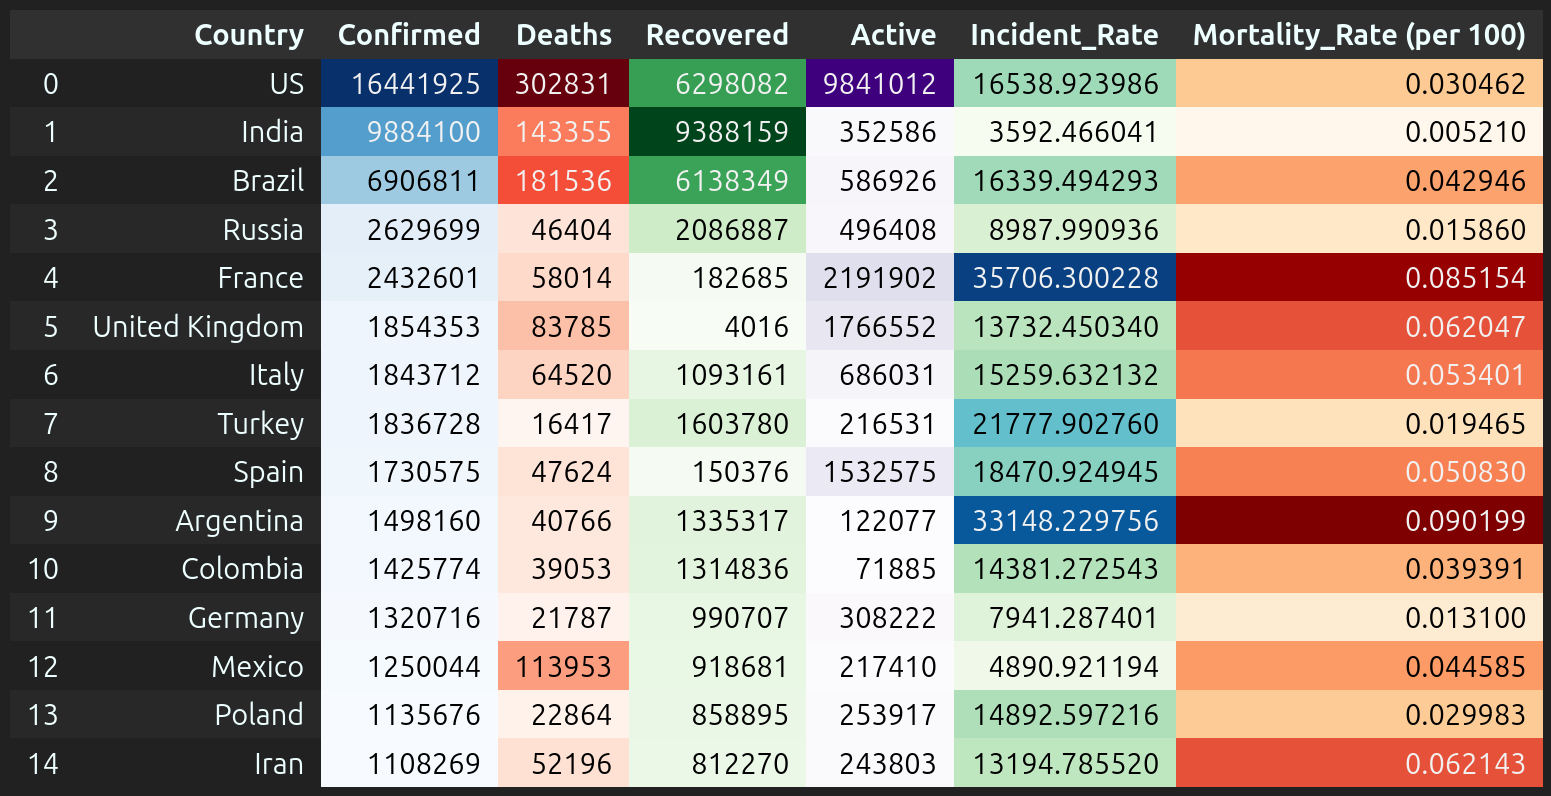 Country Confirmed Deaths Recovered Active Incident_Rate Mortality_Rate (per 100)
0 US 16441925 302831 6298082 9841012 16538.923986 0.030462
1 India 9884100 143355 9388159 352586 3592.466041 0.005210
2 Brazil 6906811 181536 6138349 586926 16339.494293 0.042946
3 Russia 2629699 46404 2086887 496408 8987.990936 0.015860
4 France 2432601 58014 182685 2191902 35706.300228 0.085154
5 United Kingdom 1854353 83785 4016 1766552 13732.450340 0.062047
6 Italy 1843712 64520 1093161 686031 15259.632132 0.053401
7 Turkey 1836728 16417 1603780 216531 21777.902760 0.019465
8 Spain 1730575 47624 150376 1532575 18470.924945 0.050830
9 Argentina 1498160 40766 1335317 122077 33148.229756 0.090199
10 Colombia 1425774 39053 1314836 71885 14381.272543 0.039391
11 Germany 1320716 21787 990707 308222 7941.287401 0.013100
12 Mexico 1250044 113953 918681 217410 4890.921194 0.044585
13 Poland 1135676 22864 858895 253917 14892.597216 0.029983
14 Iran 1108269 52196 812270 243803 13194.785520 0.062143